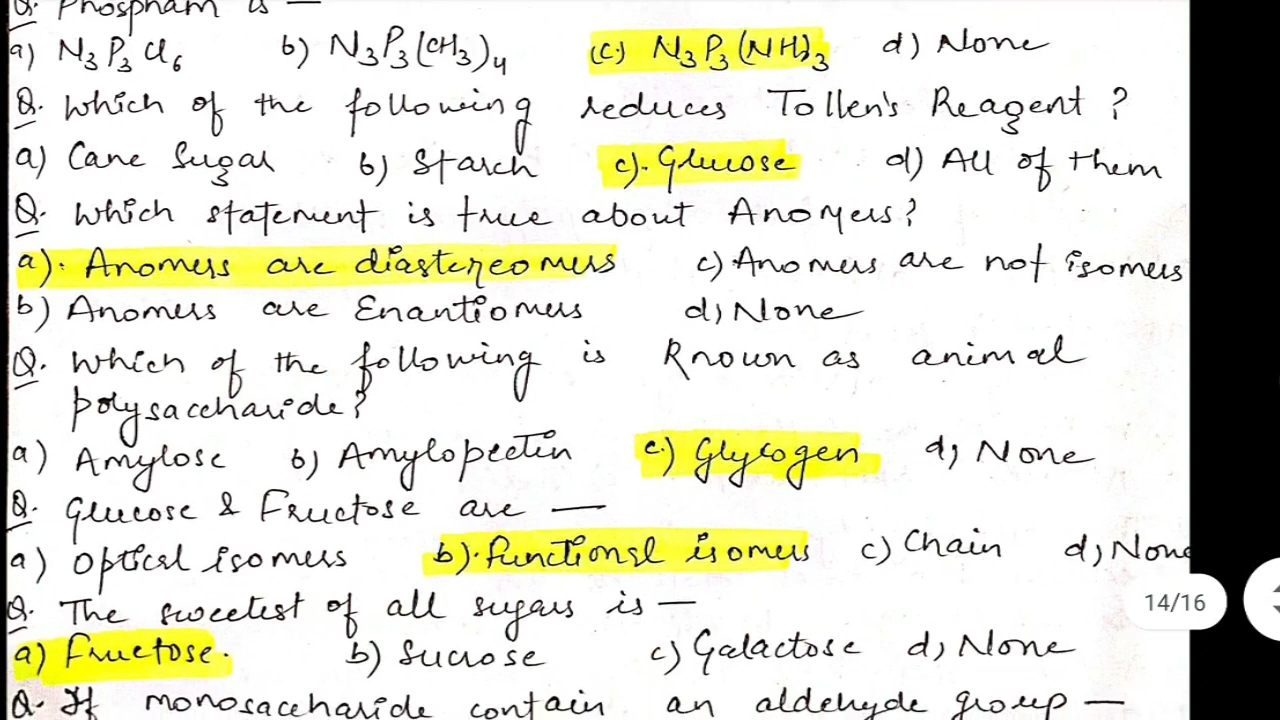 Q. Phospham is —
a) N3P3Cl6 b) N3P3(CH3)4 (c) N3P3(NH)3 d) None
Q. Which of the following reduces Tollen's Reagent?
a) Cane Sugar b) Starch c). Glucose d) All of them
Q. Which statement is true about Anomers?
a). Anomers are diastereomers c) Anomers are not isomers
b) Anomers are Enantiomers d) None
Q. Which of the following is known as animal
polysaccharide?
a) Amylose b) Amylopectin c.) Glycogen d) None
Q. Glucose & Fructose are —
a) Optical isomers b). Functional isomers c) Chain d) None
Q. The sweetest of all sugars is —
14/16
a) Fructose. b) Sucrose c) Galactose d) None
Q. If monosaccharide contain an aldehyde group —